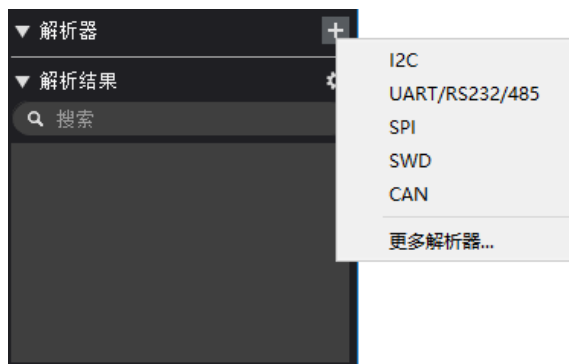 解析器
解析结果
搜索
I2C
UART/RS232/485
SPI
SWD
CAN
更多解析器...